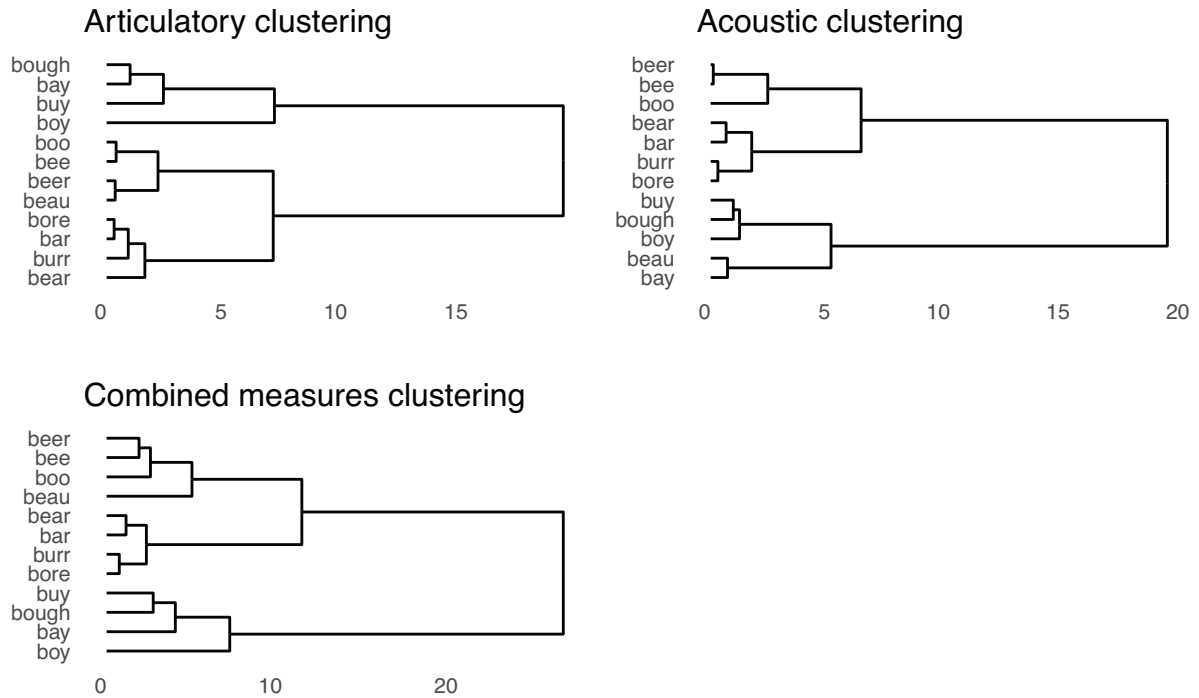 Articulatory clustering
bough
bay
buy
boy
boo
bee
beer
beau
bore
bar
burr
bear
0 5 10 15
Acoustic clustering
beer
bee
boo
bear
bar
burr
bore
buy
bough
boy
beau
bay
0 5 10 15 20
Combined measures clustering
beer
bee
boo
beau
bear
bar
burr
bore
buy
bough
bay
boy
0 10 20